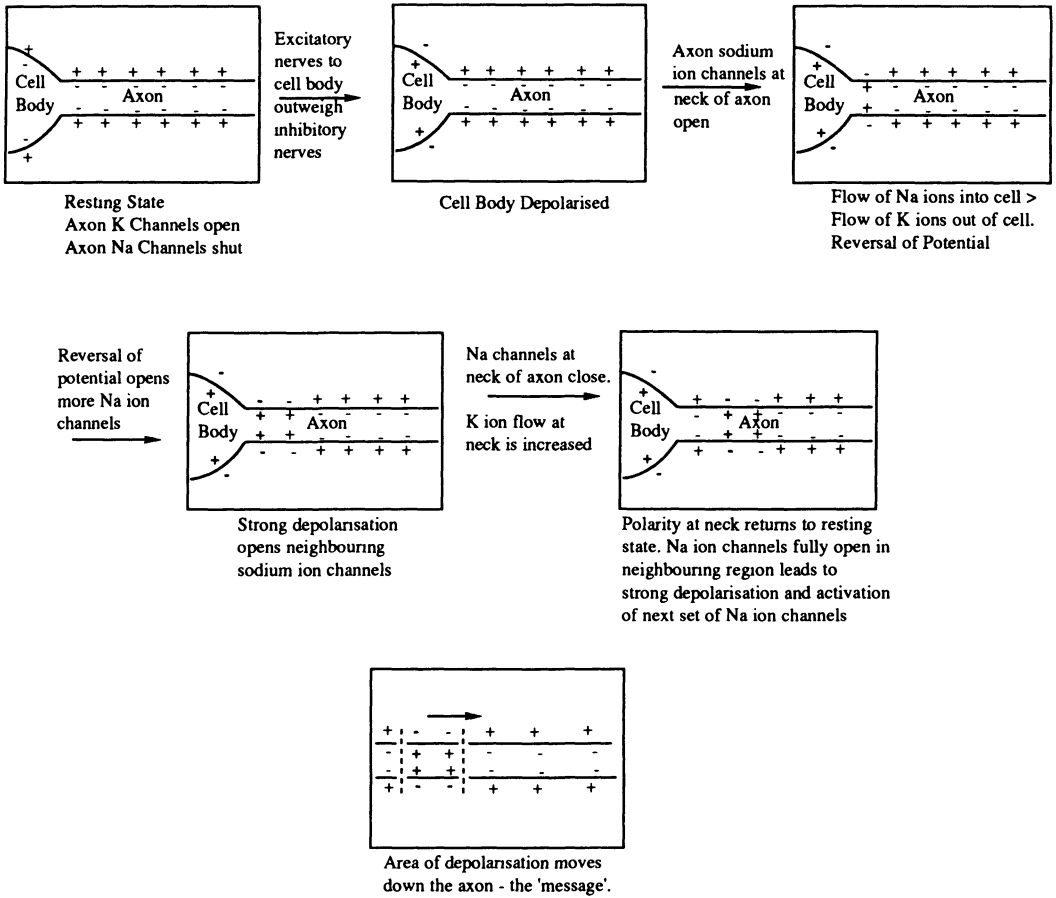 Cell
Body
Axon
Resting State
Axon K Channels open
Axon Na Channels shut
Excitatory
nerves to
cell body
outweigh
inhibitory
nerves
Cell
Body
Axon
Cell Body Depolarised
Axon sodium
ion channels at
neck of axon
open
Cell
Body
Axon
Flow of Na ions into cell >
Flow of K ions out of cell.
Reversal of Potential
Reversal of
potential opens
more Na ion
channels
Cell
Body
Axon
Strong depolarisation
opens neighbouring
sodium ion channels
Na channels at
neck of axon close.
K ion flow at
neck is increased
Cell
Body
Axon
Polarity at neck returns to resting
state. Na ion channels fully open in
neighbouring region leads to
strong depolarisation and activation
of next set of Na ion channels
Area of depolarisation moves
down the axon - the 'message'.